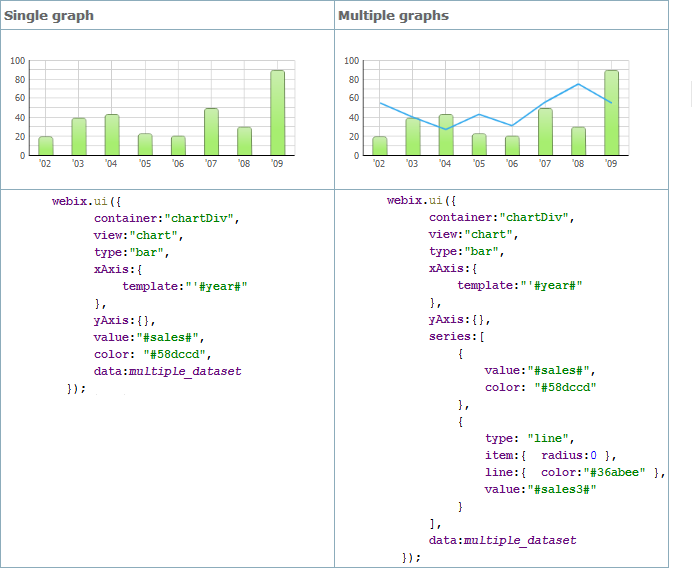 Single graph
100
80
60
40
20
0
'02 '03 '04 '05 '06 '07 '08 '09
webix.ui({
container:"chartDiv",
view:"chart",
type:"bar",
xAxis:{
template:"'#year#"
},
yAxis:{},
value:"#sales#",
color: "#58dccd",
data:multiple_dataset
});
Multiple graphs
100
80
60
40
20
0
'02 '03 '04 '05 '06 '07 '08 '09
webix.ui({
container:"chartDiv",
view:"chart",
type:"bar",
xAxis:{
template:"'#year#"
},
yAxis:{},
series:[
{
value:"#sales#",
color: "#58dccd"
},
{
type: "line",
item:{ radius:0 },
line:{ color:"#36abee" },
value:"#sales3#"
}
],
data:multiple_dataset
});